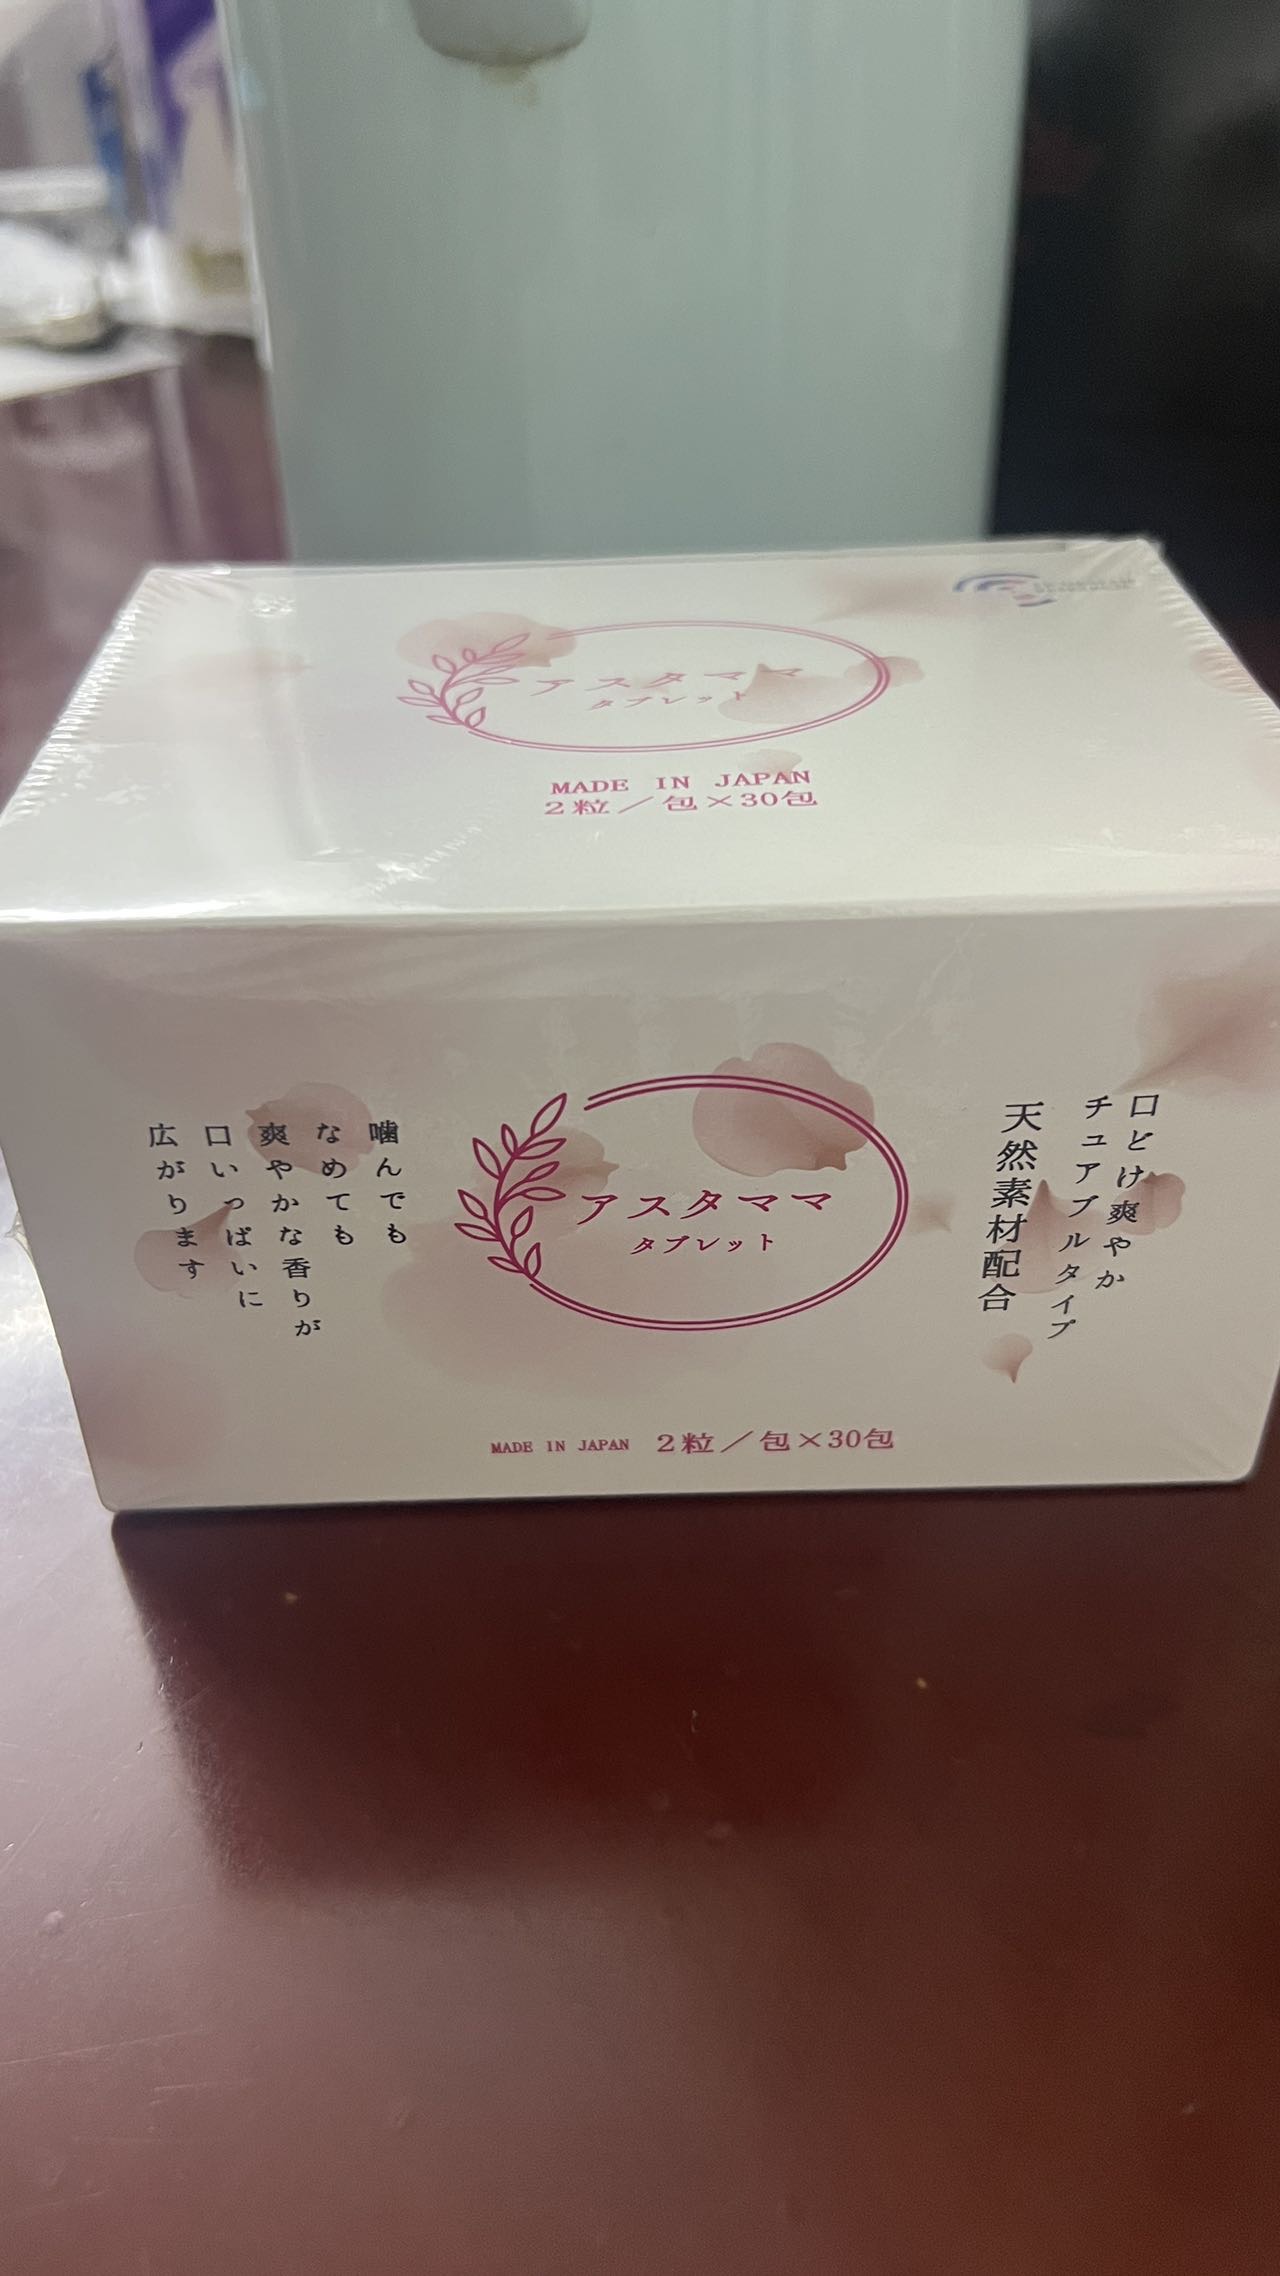 アスタママ
タブレット
MADE IN JAPAN
2粒／包×30包
口どけ爽やか
チュアブルタイプ
天然素材配合
アスタママ
タブレット
噛んでも
なめても
爽やかな香りが
口いっぱいに
広がります
MADE IN JAPAN 2粒／包×30包